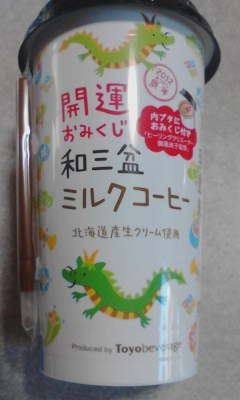 2012
開運
おみくじ
和三盆
ミルクコーヒー
北海道産生クリーム使用
内ブタに
おみくじ付き
Produced by Toyobeverage